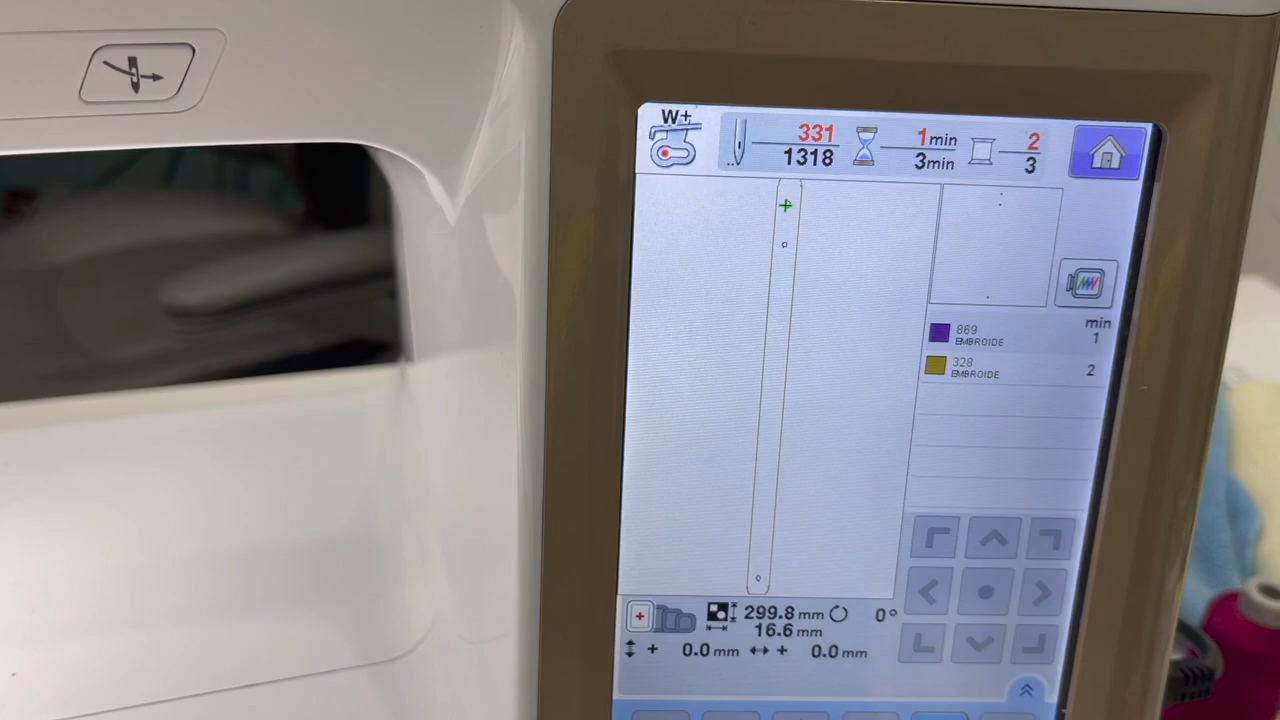 W+
331
1318
1min
3min
2
3
869
EMBROIDE
min
1
328
EMBROIDE
2
299.8 mm 0°
16.6 mm
+ 0.0 mm + 0.0 mm